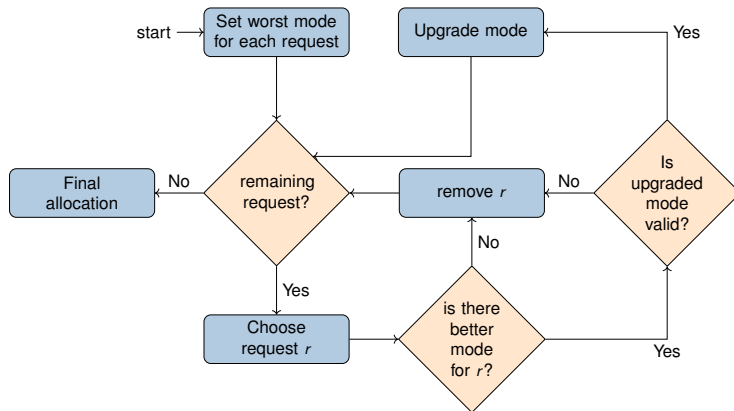 start
Set worst mode
for each request
Upgrade mode
Yes
Final
allocation
No
remaining
request?
remove r
No
Is
upgraded
mode
valid?
No
Yes
Choose
request r
is there
better
mode
for r?
Yes